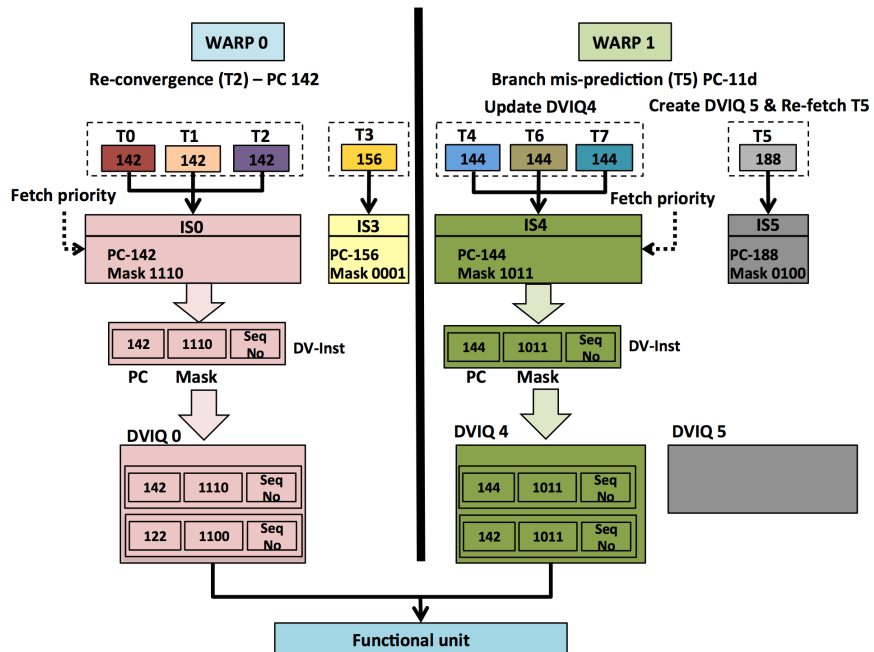 WARP 0
WARP 1
Re-convergence (T2) – PC 142
Branch mis-prediction (T5) PC-11d
Update DVIQ4
Create DVIQ 5 & Re-fetch T5
T0
T1
T2
T3
T4
T6
T7
T5
142
142
142
156
144
144
144
188
Fetch priority
Fetch priority
IS0
PC-142
Mask 1110
IS3
PC-156
Mask 0001
IS4
PC-144
Mask 1011
IS5
PC-188
Mask 0100
142
1110
Seq
No
DV-Inst
PC
Mask
144
1011
Seq
No
DV-Inst
PC
Mask
DVIQ 0
142
1110
Seq
No
122
1100
Seq
No
DVIQ 4
144
1011
Seq
No
142
1011
Seq
No
DVIQ 5
Functional unit